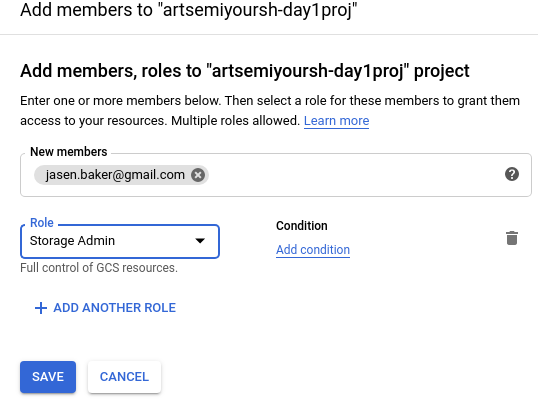 Add members to "artsemiyoursh-day1proj"
Add members, roles to "artsemiyoursh-day1proj" project
Enter one or more members below. Then select a role for these members to grant them
access to your resources. Multiple roles allowed. Learn more
New members
jasen.baker@gmail.com
Role
Storage Admin
Full control of GCS resources.
Condition
Add condition
ADD ANOTHER ROLE
SAVE
CANCEL